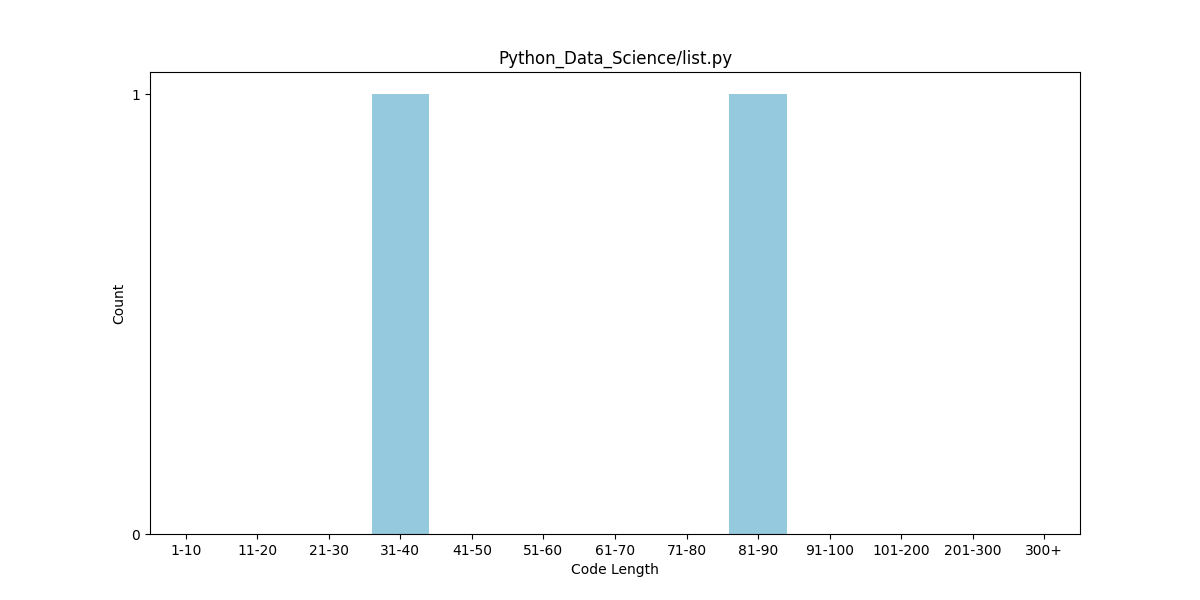 Python_Data_Science/list.py
1
Count
0
1-10 11-20 21-30 31-40 41-50 51-60 61-70 71-80 81-90 91-100 101-200 201-300 300+
Code Length